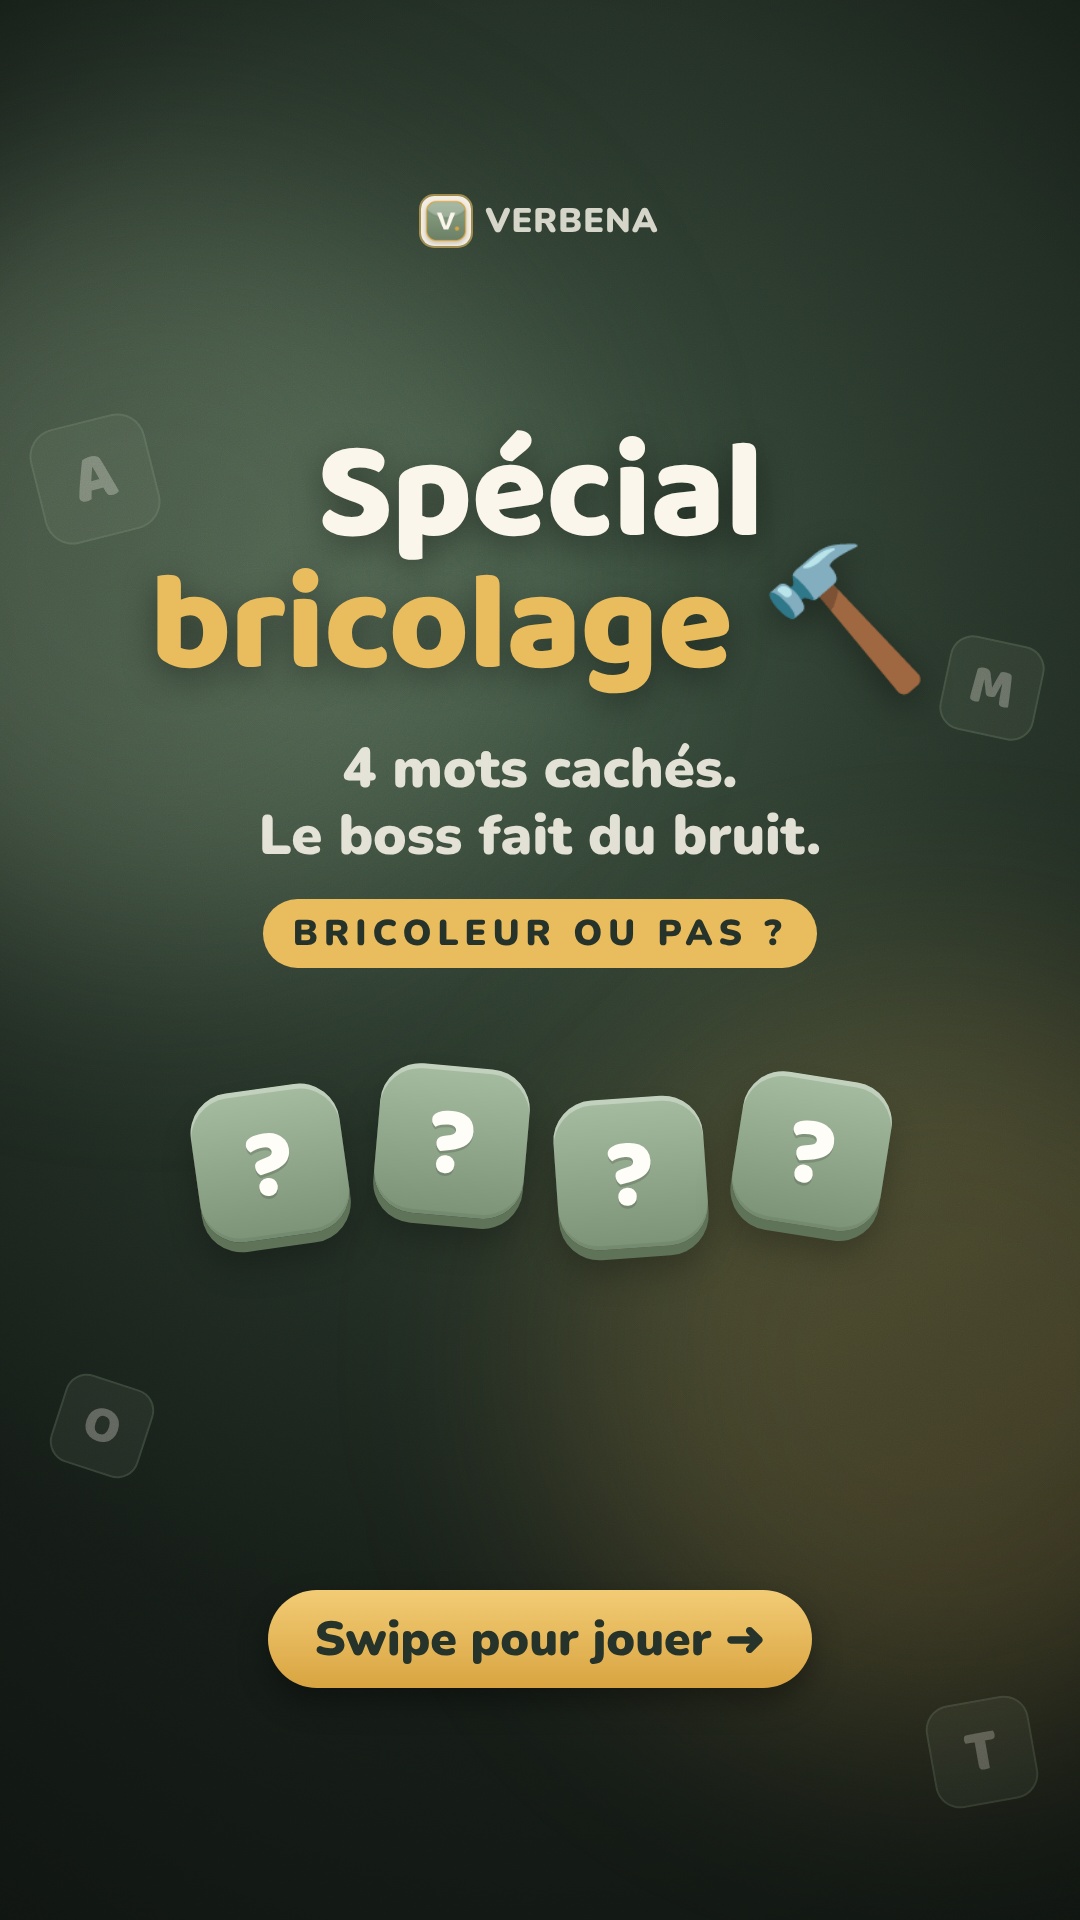 V.
VERBENA
A
Spécial
bricolage
M
4 mots cachés.
Le boss fait du bruit.
BRICOLEUR OU PAS ?
? ? ? ?
O
Swipe pour jouer ➜
T